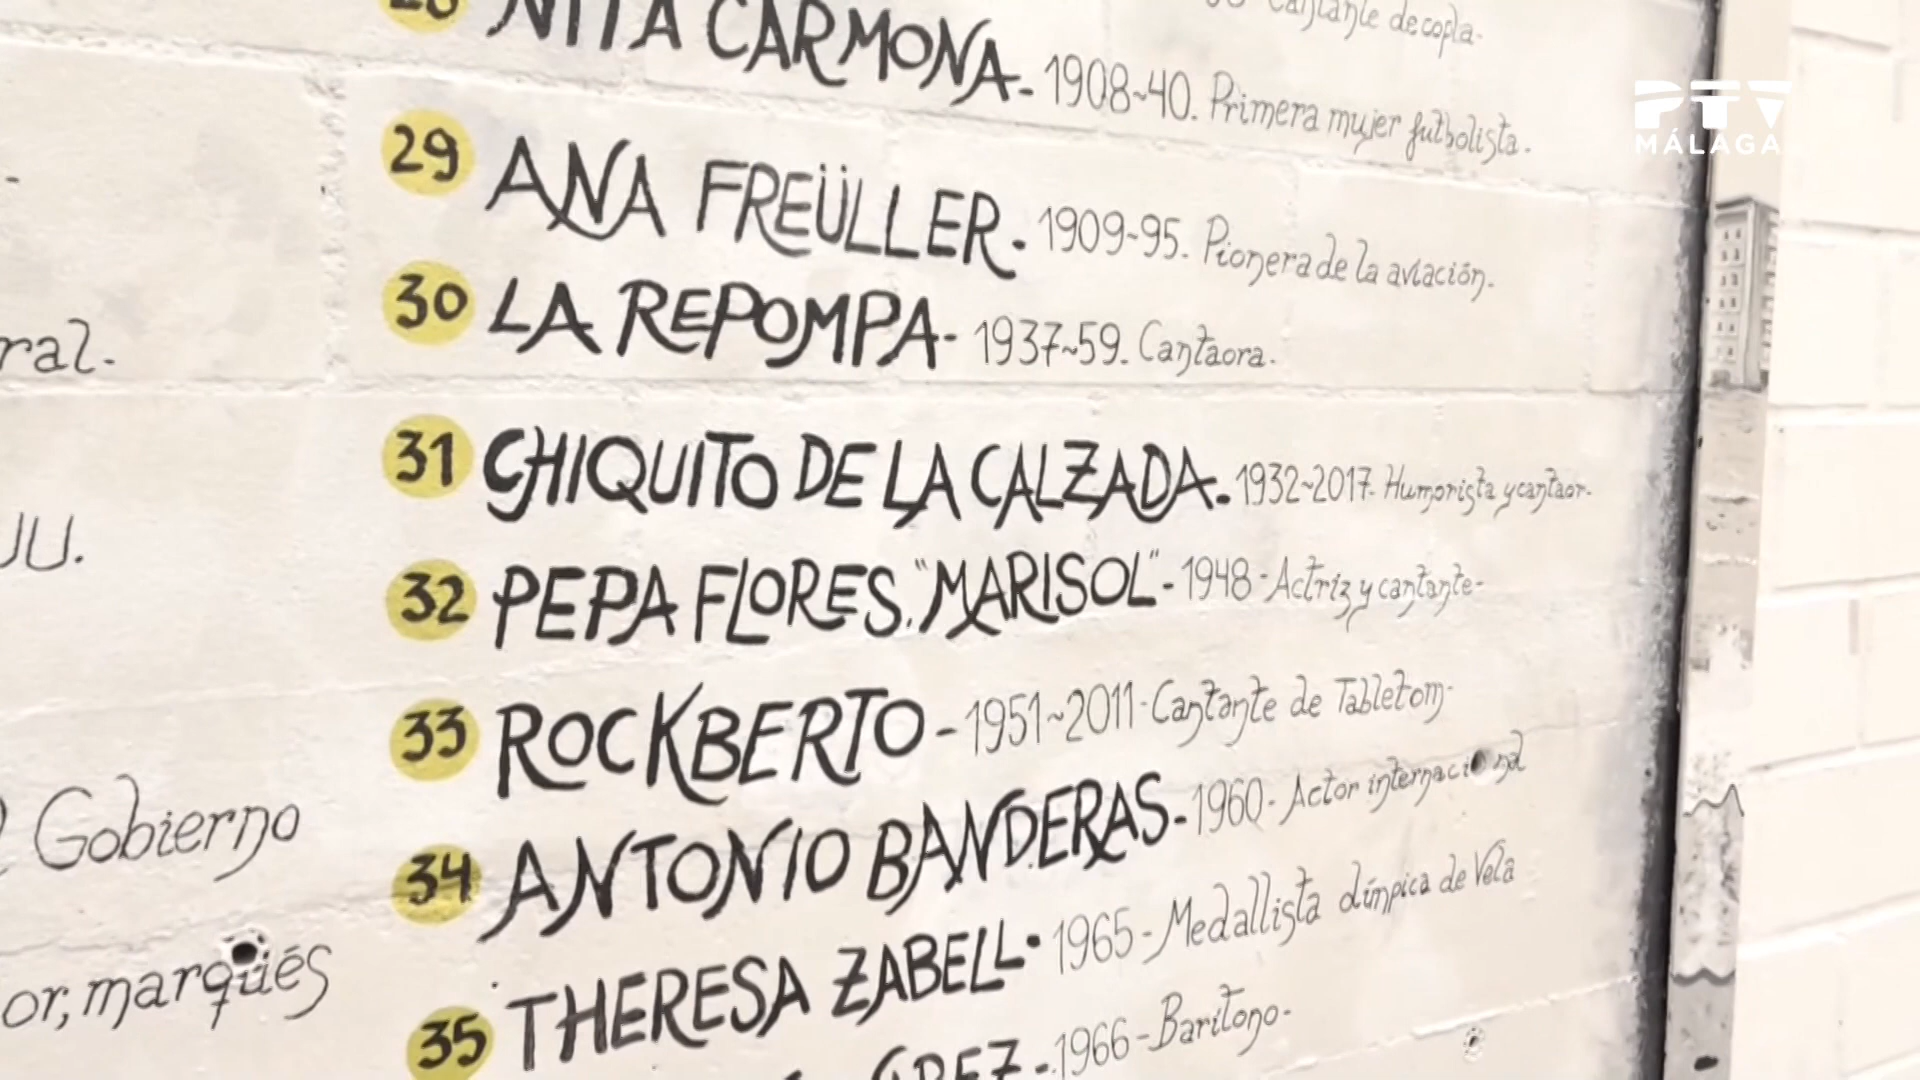 Cantante de copla.
28 NITA CARMONA. 1908~40. Primera mujer futbolista.
29 ANA FREÜLLER. 1909~95. Pionera de la aviación.
30 LA REPOMPA- 1937~59. Cantaora.
31 CHIQUITO DE LA CALZADA. 1932~2017. Humorista y cantaor.
32 PEPA FLORES. "MARISOL"- 1948- Actriz y cantante-
33 ROCKBERTO - 1951~2011- Cantante de Tabletom-
34 ANTONIO BANDERAS- 1960- Actor internacional
35 THERESA ZABELL. 1965- Medallista olímpica de Vela
-1966- Barítono-
ral.
JU.
Gobierno
or, marqués
PTV
MÁLAGA